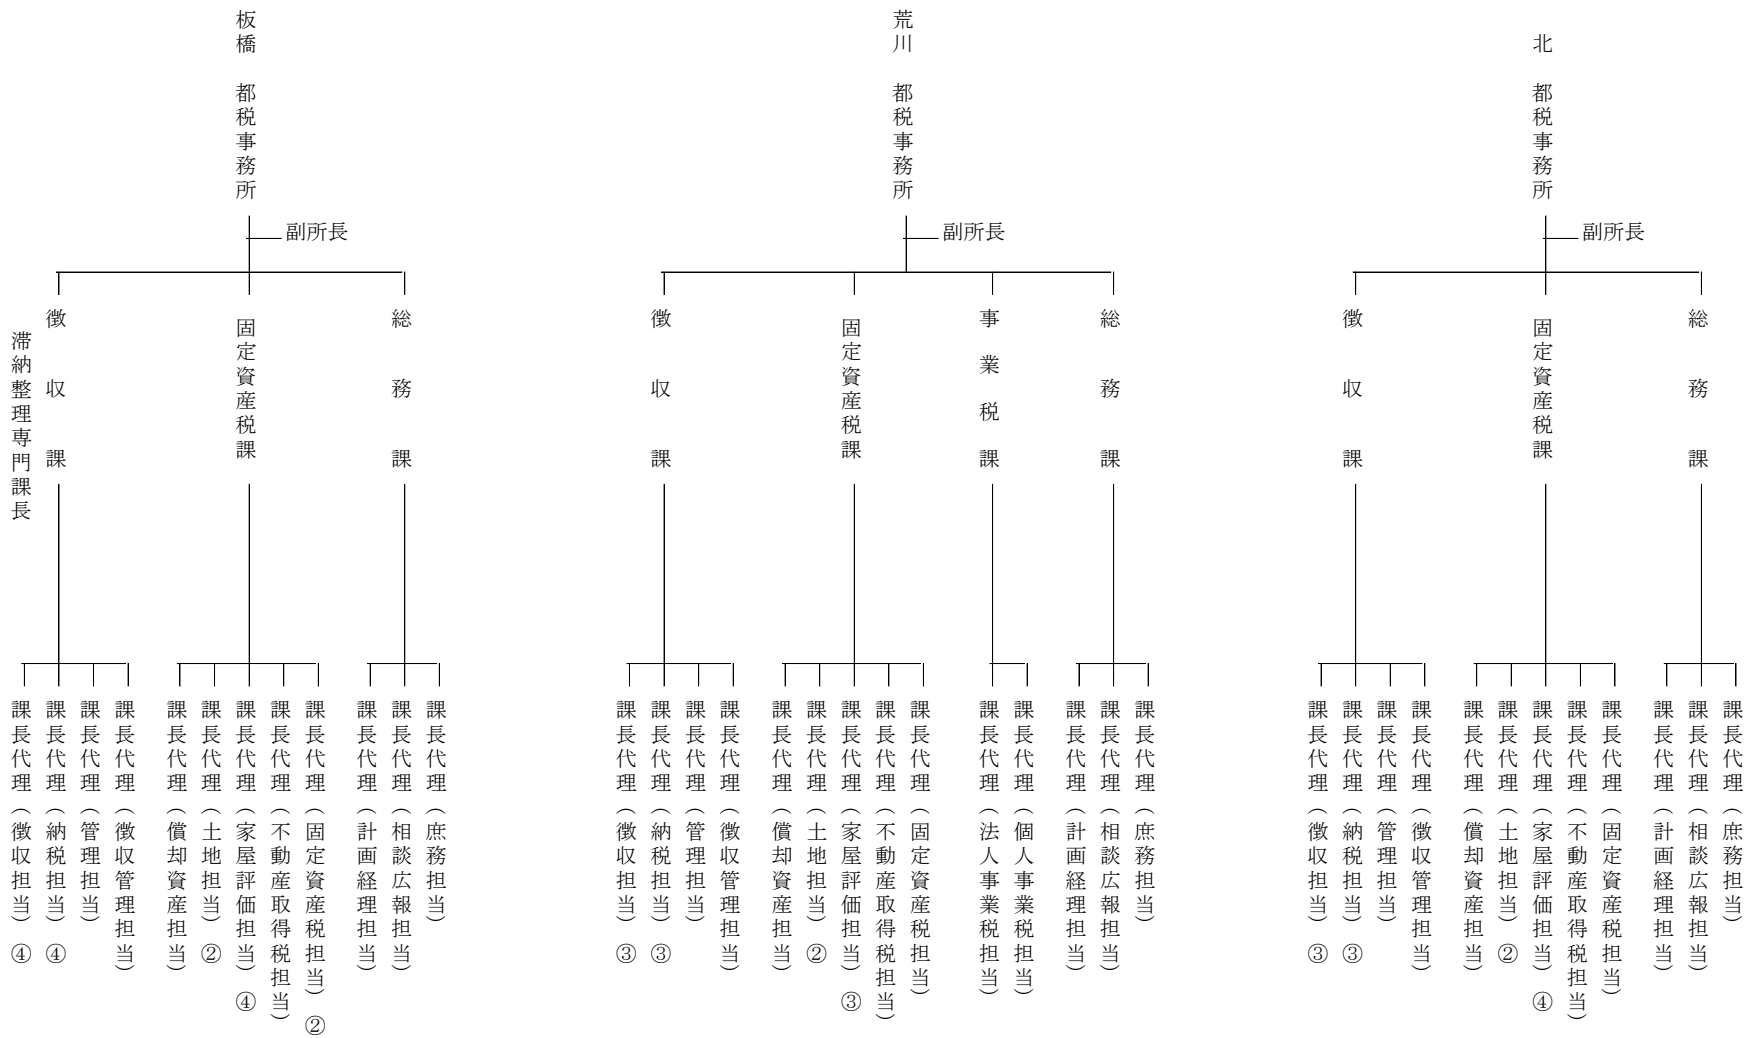 北　都税事務所
副所長
総務課
課長代理（庶務担当）
課長代理（相談広報担当）
課長代理（計画経理担当）
固定資産税課
課長代理（固定資産税担当）
課長代理（不動産取得税担当）
課長代理（家屋評価担当）④
課長代理（土地担当）②
課長代理（償却資産担当）
徴収課
課長代理（徴収管理担当）
課長代理（管理担当）
課長代理（納税担当）③
課長代理（徴収担当）③
荒川　都税事務所
副所長
総務課
課長代理（庶務担当）
課長代理（相談広報担当）
課長代理（計画経理担当）
事業税課
課長代理（個人事業税担当）
課長代理（法人事業税担当）
固定資産税課
課長代理（固定資産税担当）
課長代理（不動産取得税担当）
課長代理（家屋評価担当）③
課長代理（土地担当）②
課長代理（償却資産担当）
徴収課
課長代理（徴収管理担当）
課長代理（管理担当）
課長代理（納税担当）③
課長代理（徴収担当）③
板橋　都税事務所
副所長
総務課
課長代理（庶務担当）
課長代理（相談広報担当）
課長代理（計画経理担当）
固定資産税課
課長代理（固定資産税担当）②
課長代理（不動産取得税担当）
課長代理（家屋評価担当）④
課長代理（土地担当）②
課長代理（償却資産担当）
徴収課
滞納整理専門課長
課長代理（徴収管理担当）
課長代理（管理担当）
課長代理（納税担当）④
課長代理（徴収担当）④